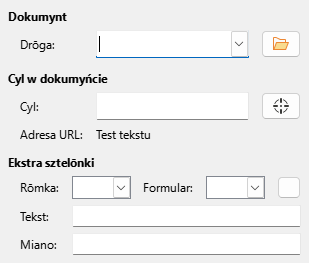 Dokumynt
Drōga:
Cyl w dokumyńcie
Cyl:
Adresa URL: Test tekstu
Ekstra sztelōnki
Rōmka: Formular:
Tekst:
Miano: